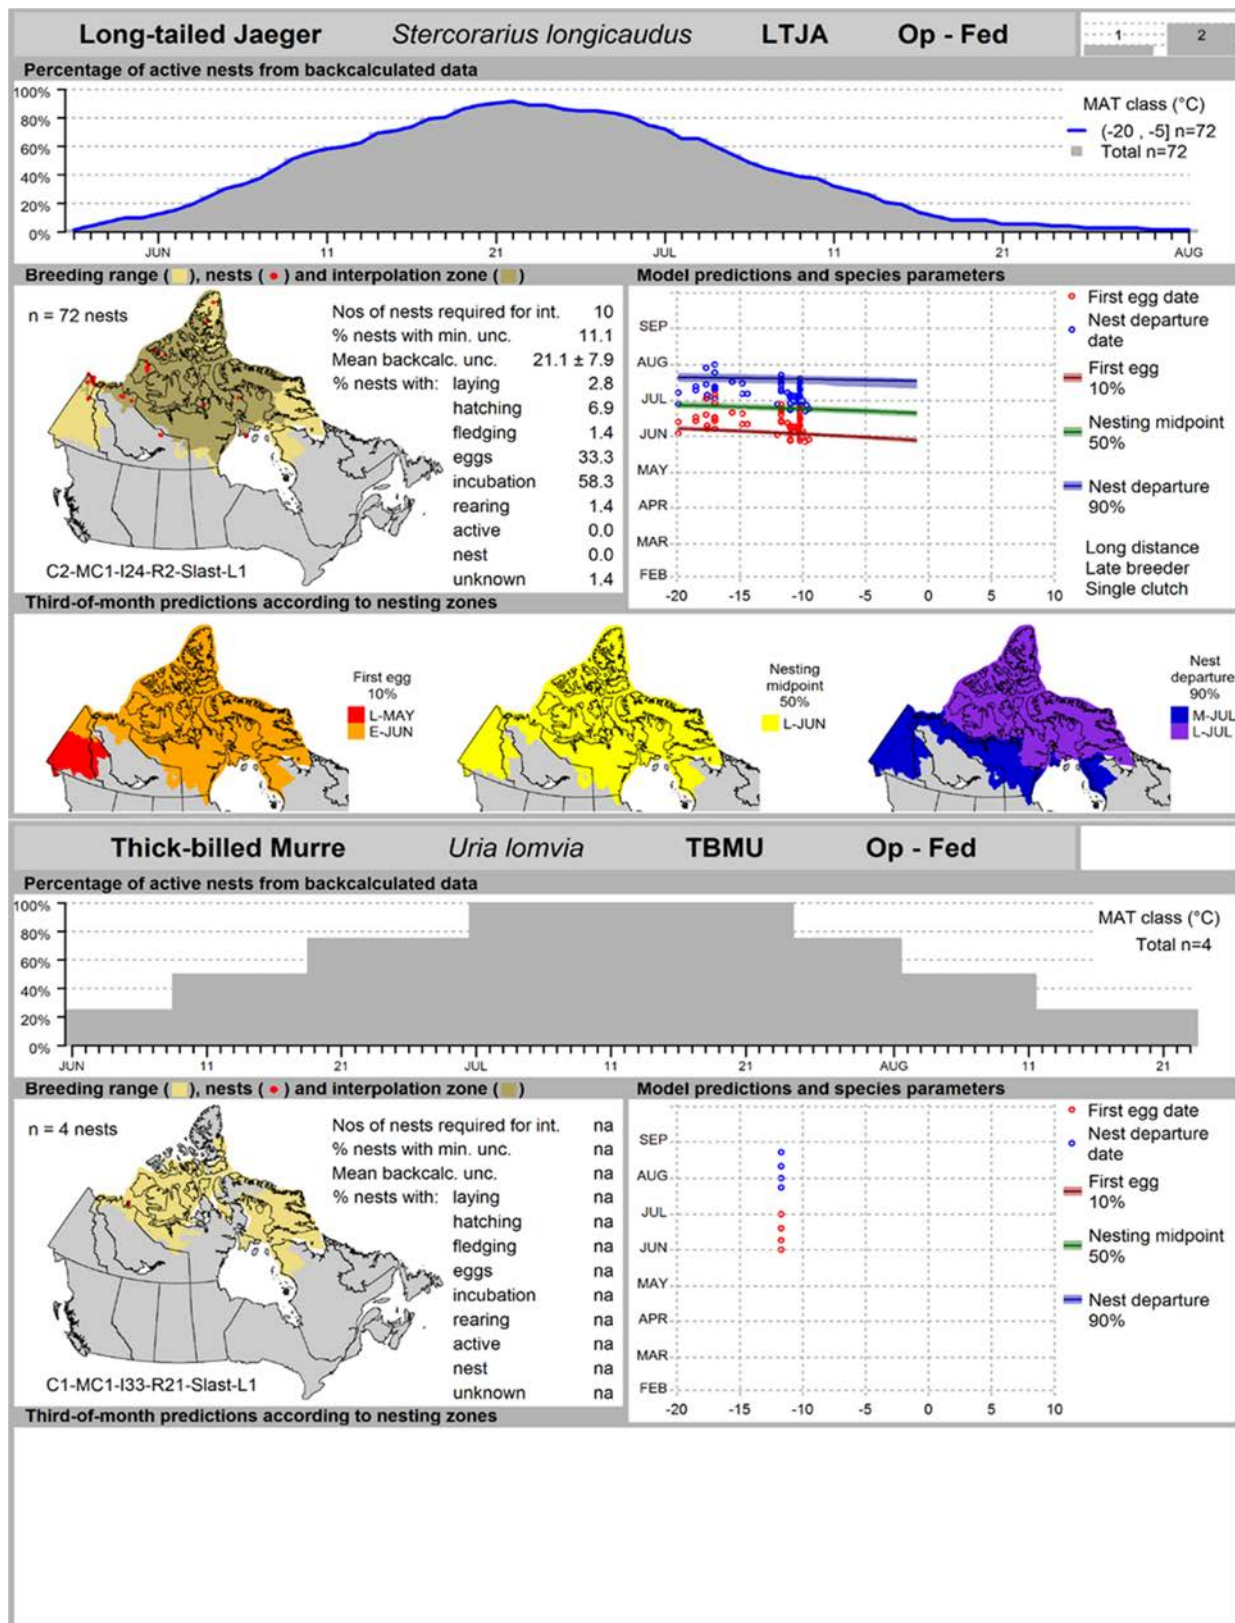 Long-tailed Jaeger Stercorarius longicaudus LTJA Op - Fed 1 2
Percentage of active nests from backcalculated data
100%
80%
60%
40%
20%
0%
MAT class (°C)
(-20 , -5] n=72
Total n=72
JUN 11 21 JUL 11 21 AUG
Breeding range ( ), nests ( ) and interpolation zone ( )
n = 72 nests
Nos of nests required for int. 10
% nests with min. unc. 11.1
Mean backcalc. unc. 21.1 ± 7.9
% nests with: laying 2.8
hatching 6.9
fledging 1.4
eggs 33.3
incubation 58.3
rearing 1.4
active 0.0
nest 0.0
unknown 1.4
C2-MC1-I24-R2-Slast-L1
Model predictions and species parameters
SEP
AUG
JUL
JUN
MAY
APR
MAR
FEB
-20 -15 -10 -5 0 5 10
First egg date
Nest departure
date
First egg
10%
Nesting midpoint
50%
Nest departure
90%
Long distance
Late breeder
Single clutch
Third-of-month predictions according to nesting zones
First egg
10%
L-MAY
E-JUN
Nesting
midpoint
50%
L-JUN
Nest
departure
90%
M-JUL
L-JUL
Thick-billed Murre Uria lomvia TBMU Op - Fed
Percentage of active nests from backcalculated data
100%
80%
60%
40%
20%
0%
MAT class (°C)
Total n=4
JUN 11 21 JUL 11 21 AUG 11 21
Breeding range ( ), nests ( ) and interpolation zone ( )
n = 4 nests
Nos of nests required for int. na
% nests with min. unc. na
Mean backcalc. unc. na
% nests with: laying na
hatching na
fledging na
eggs na
incubation na
rearing na
active na
nest na
unknown na
C1-MC1-I33-R21-Slast-L1
Model predictions and species parameters
SEP
AUG
JUL
JUN
MAY
APR
MAR
FEB
-20 -15 -10 -5 0 5 10
First egg date
Nest departure
date
First egg
10%
Nesting midpoint
50%
Nest departure
90%
Third-of-month predictions according to nesting zones